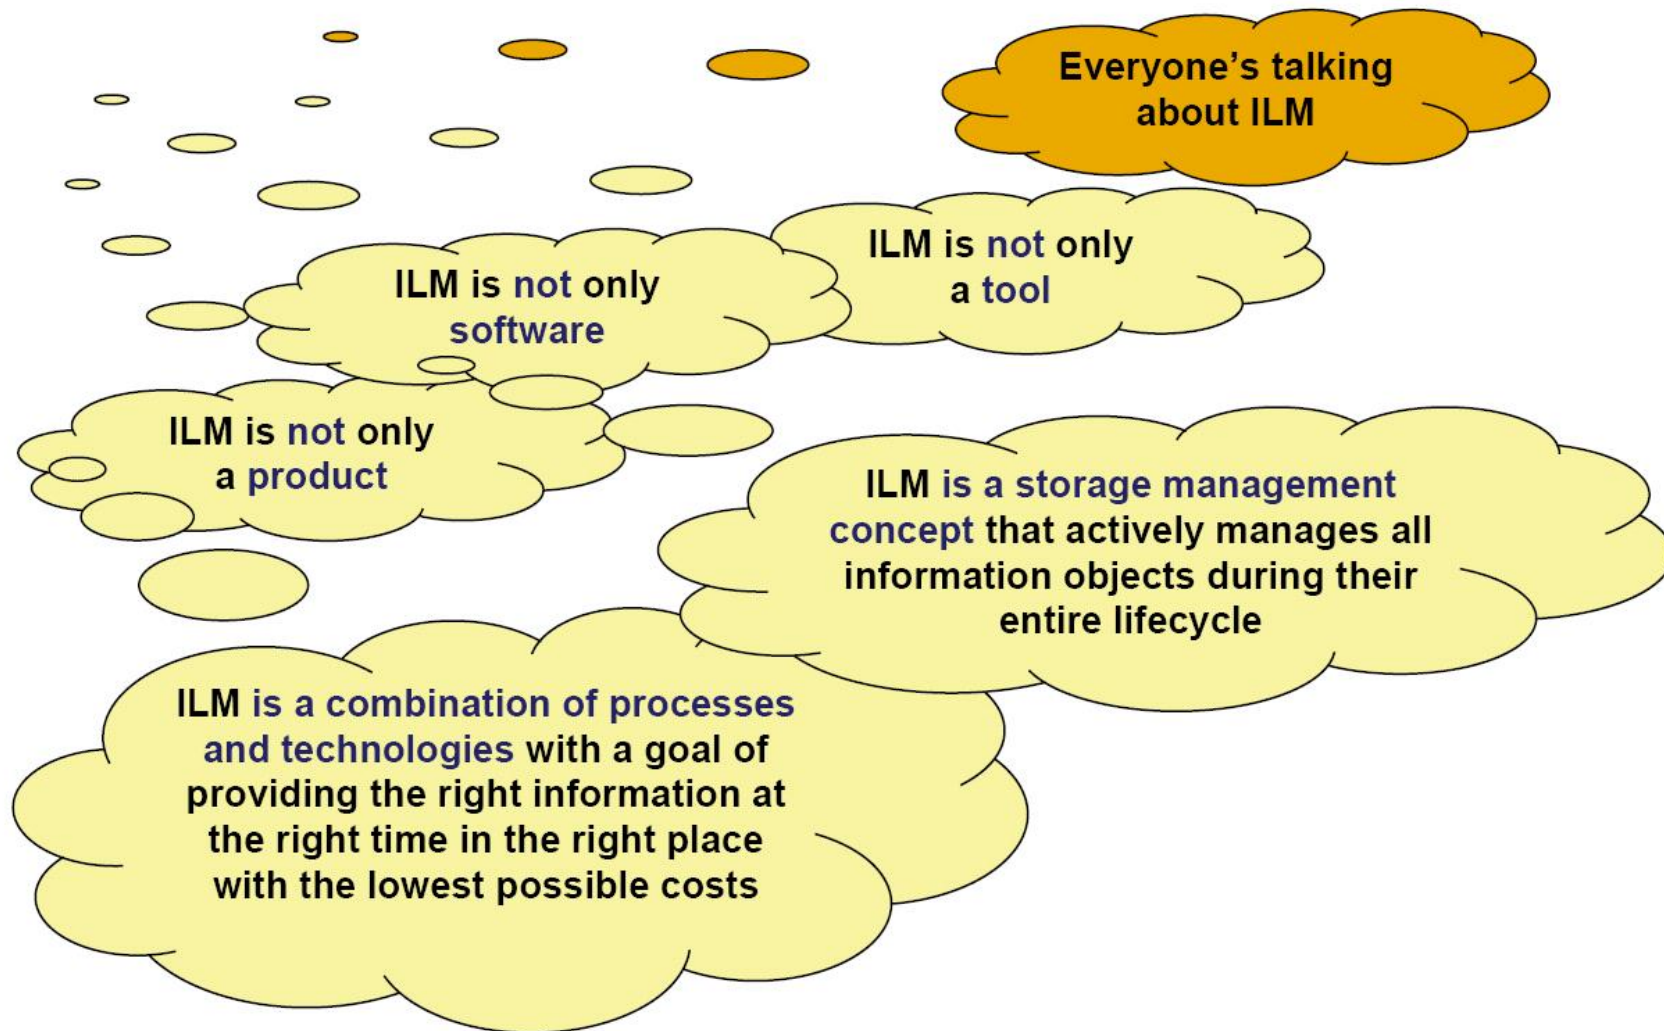 Everyone’s talking
about ILM
ILM is not only
a tool
ILM is not only
software
ILM is not only
a product
ILM is a storage management
concept that actively manages all
information objects during their
entire lifecycle
ILM is a combination of processes
and technologies with a goal of
providing the right information at
the right time in the right place
with the lowest possible costs